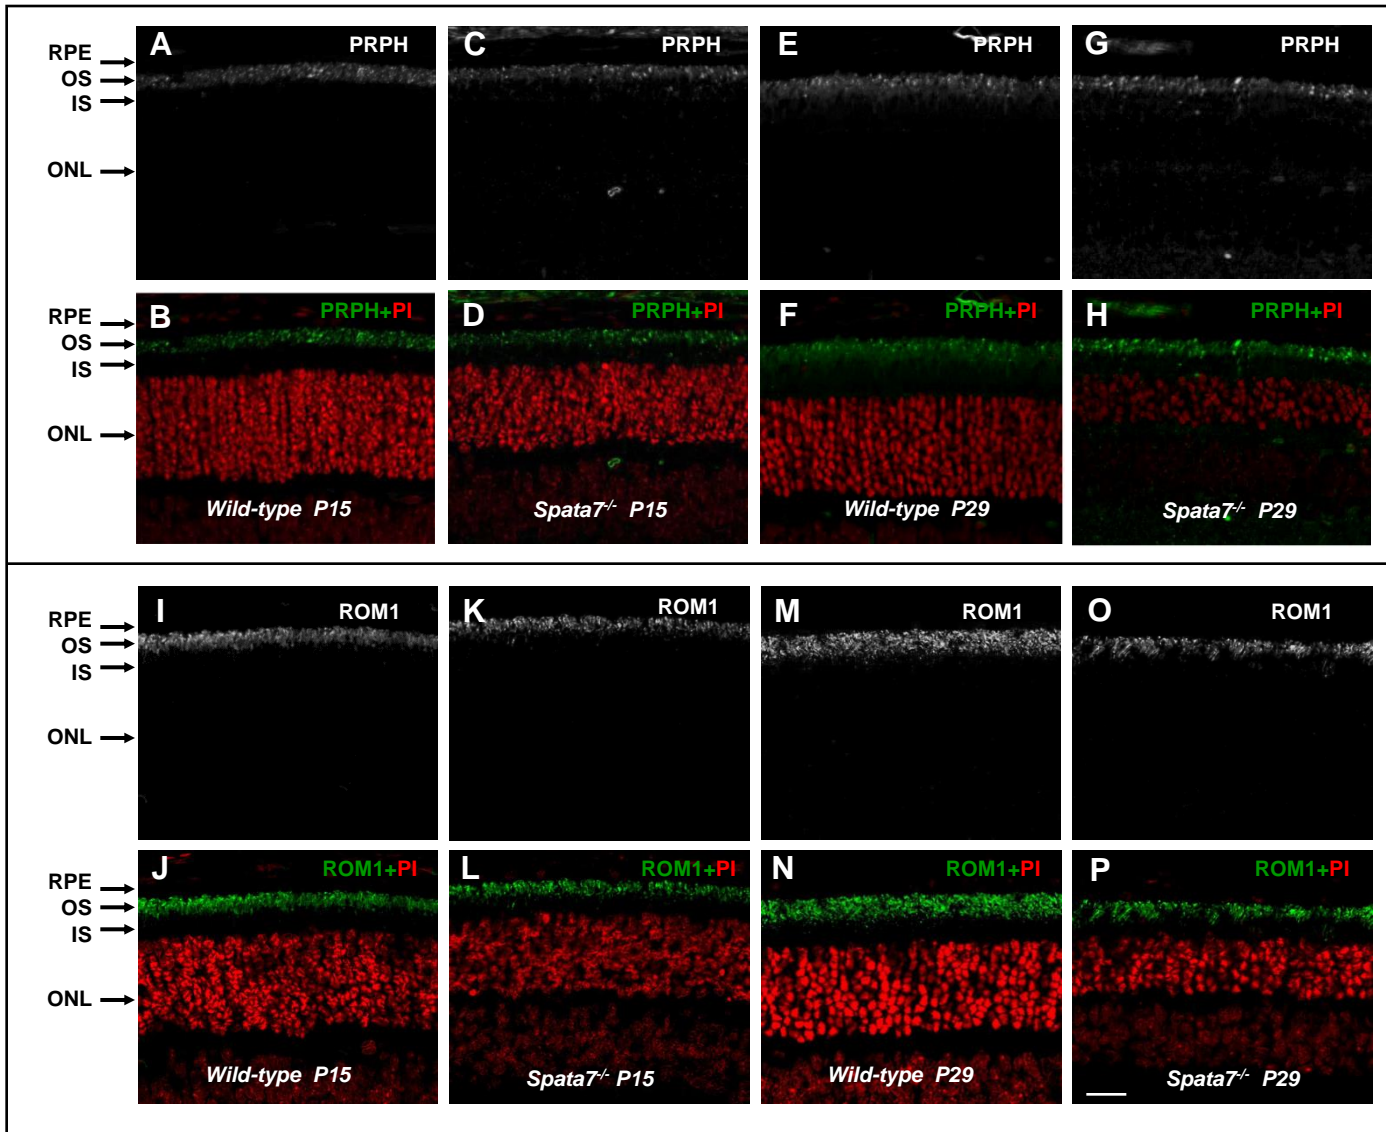 A PRPH C PRPH E PRPH G PRPH
RPE
OS
IS
ONL
B PRPH+PI D PRPH+PI F PRPH+PI H PRPH+PI
RPE
OS
IS
ONL
Wild-type P15 Spata7-/- P15 Wild-type P29 Spata7-/- P29
I ROM1 K ROM1 M ROM1 O ROM1
RPE
OS
IS
ONL
J ROM1+PI L ROM1+PI N ROM1+PI P ROM1+PI
RPE
OS
IS
ONL
Wild-type P15 Spata7-/- P15 Wild-type P29 Spata7-/- P29